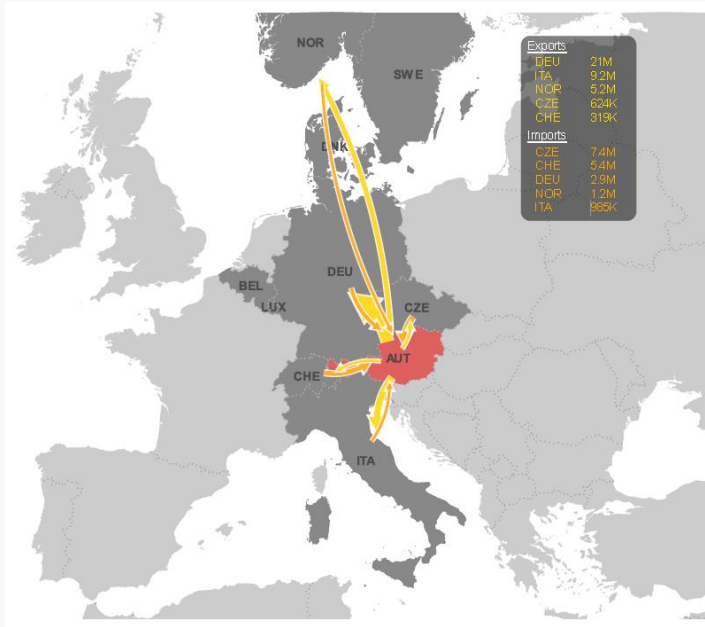 NOR
SWE
DNK
DEU
BEL
LUX
CZE
AUT
CHE
ITA
Exports
DEU 21M
ITA 9.2M
NOR 5.2M
CZE 624K
CHE 319K
Imports
CZE 7.4M
CHE 5.4M
DEU 2.9M
NOR 1.2M
ITA 985K